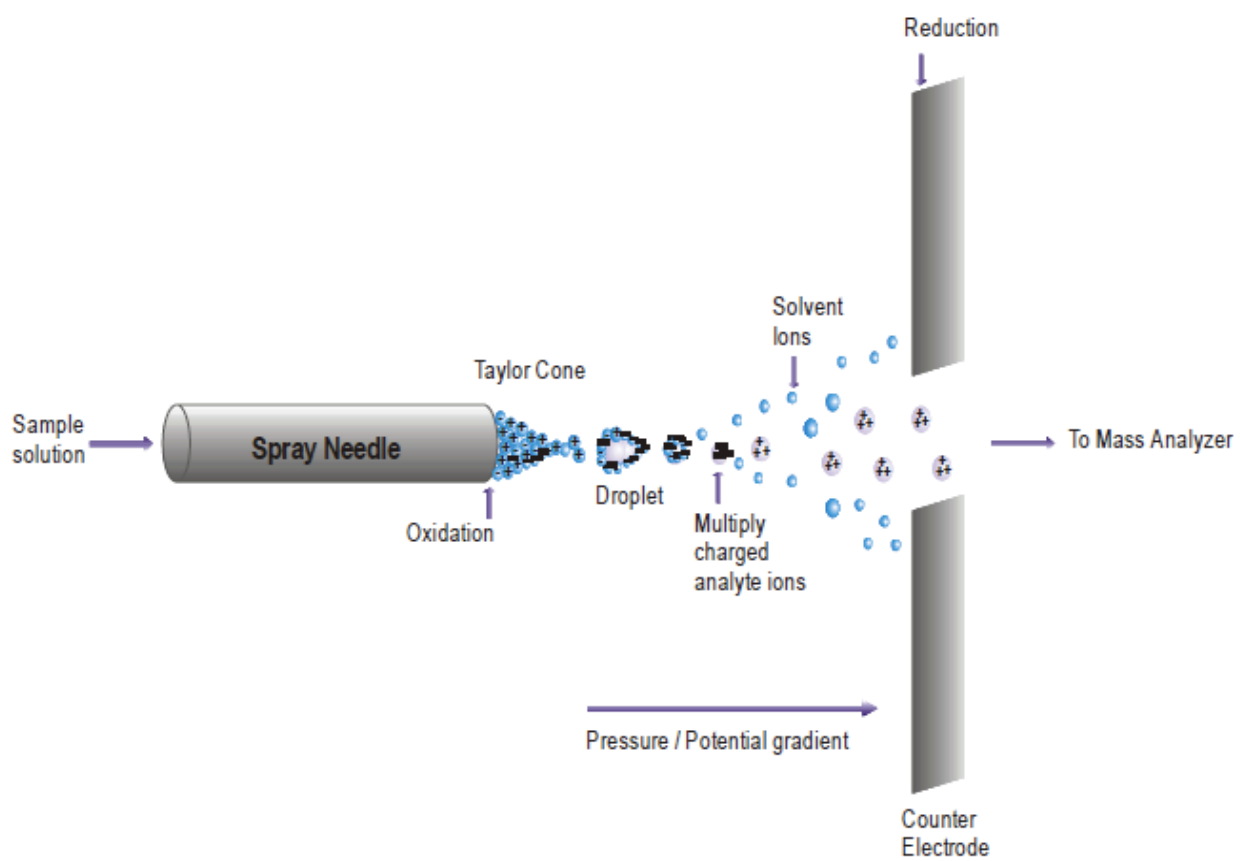 Reduction
Solvent
Ions
Taylor Cone
Sample
solution
Spray Needle
To Mass Analyzer
Droplet
Oxidation
Multiply
charged
analyte ions
Pressure / Potential gradient
Counter
Electrode